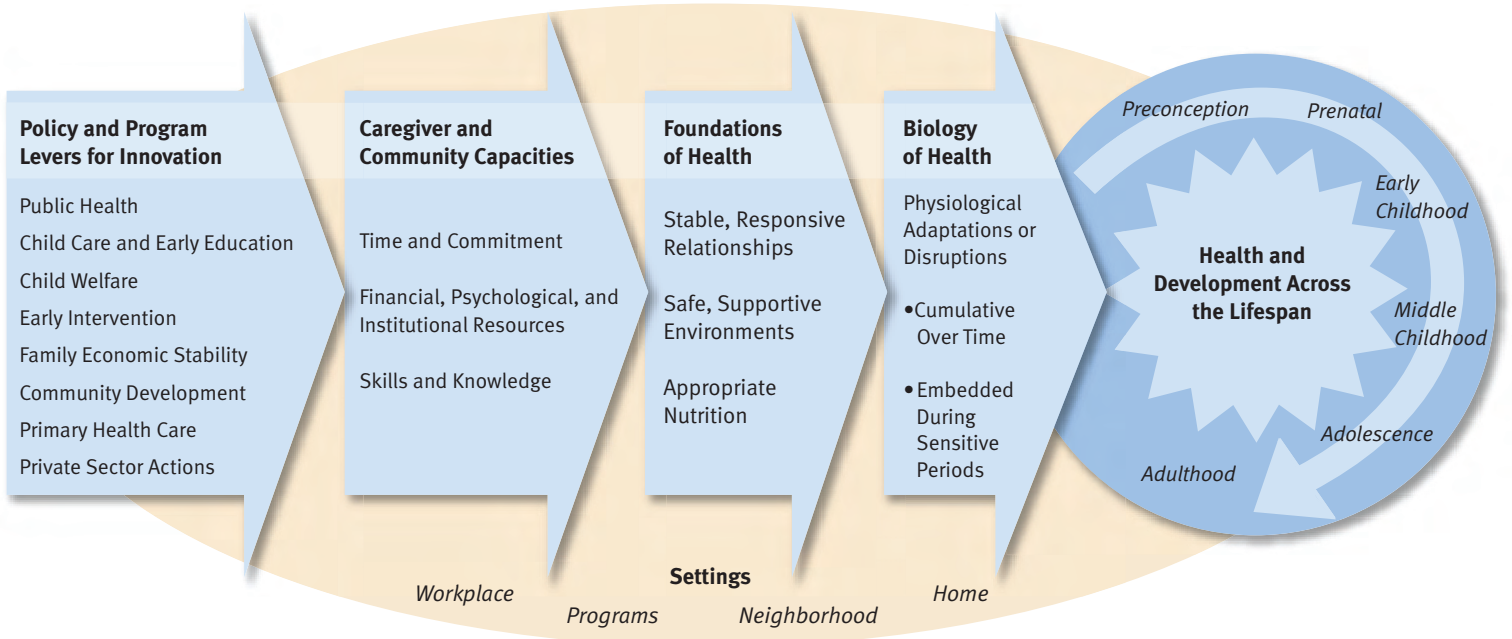 Policy and Program
Levers for Innovation
Public Health
Child Care and Early Education
Child Welfare
Early Intervention
Family Economic Stability
Community Development
Primary Health Care
Private Sector Actions
Caregiver and
Community Capacities
Time and Commitment
Financial, Psychological, and
Institutional Resources
Skills and Knowledge
Foundations
of Health
Stable, Responsive
Relationships
Safe, Supportive
Environments
Appropriate
Nutrition
Biology
of Health
Physiological
Adaptations or
Disruptions
•Cumulative
Over Time
• Embedded
During
Sensitive
Periods
Preconception
Prenatal
Early
Childhood
Middle
Childhood
Adolescence
Adulthood
Health and
Development Across
the Lifespan
Settings
Workplace
Programs
Neighborhood
Home